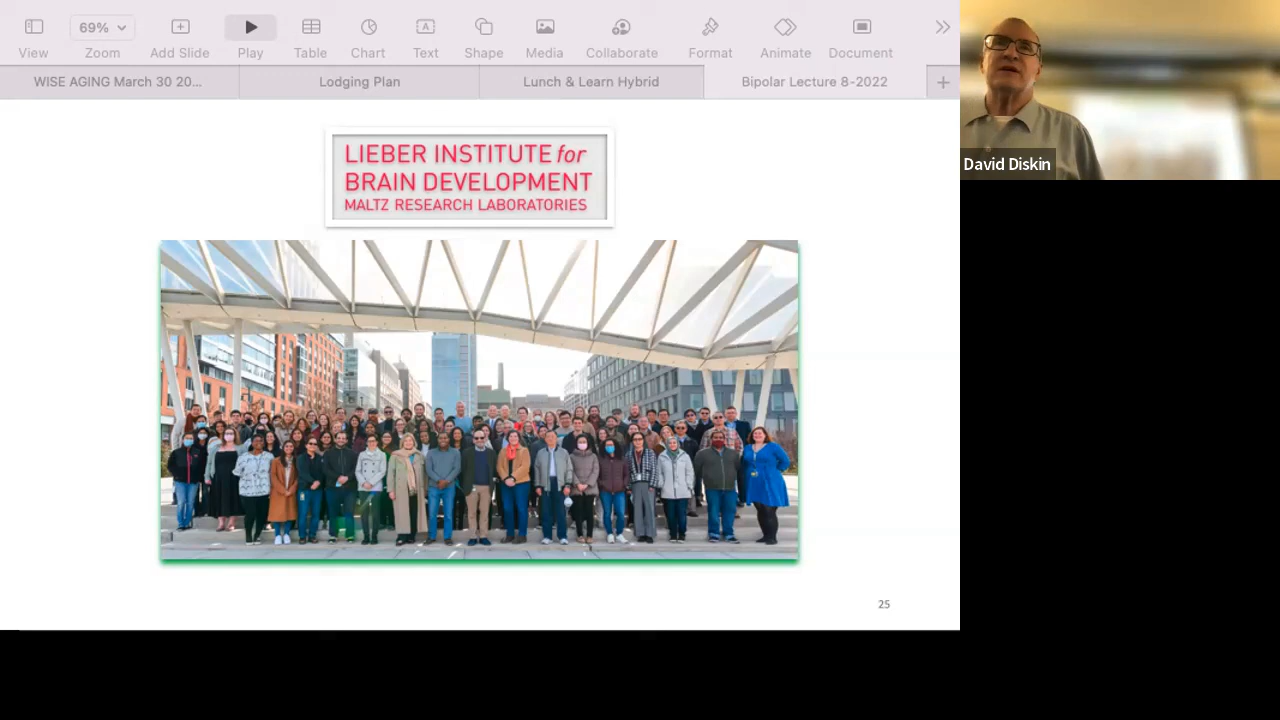 View
69%
Zoom
Add Slide
Play
Table
Chart
Text
Shape
Media
Collaborate
Format
Animate
Document
WISE AGING March 30 20...
Lodging Plan
Lunch & Learn Hybrid
Bipolar Lecture 8-2022
LIEBER INSTITUTE for
BRAIN DEVELOPMENT
MALTZ RESEARCH LABORATORIES
25
David Diskin